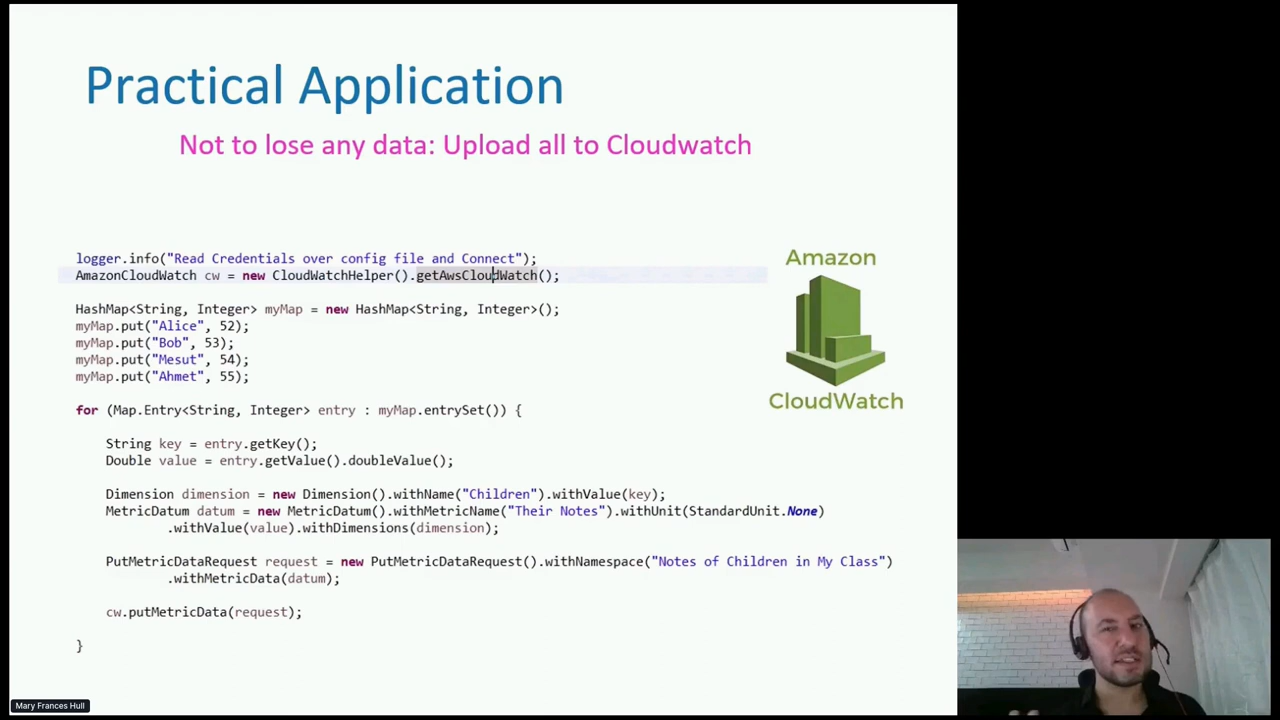 Practical Application
Not to lose any data: Upload all to Cloudwatch
logger.info("Read Credentials over config file and Connect");
AmazonCloudWatch cw = new CloudWatchHelper().getAwsCloudWatch();
HashMap<String, Integer> myMap = new HashMap<String, Integer>();
myMap.put("Alice", 52);
myMap.put("Bob", 53);
myMap.put("Mesut", 54);
myMap.put("Ahmet", 55);
for (Map.Entry<String, Integer> entry : myMap.entrySet()) {
String key = entry.getKey();
Double value = entry.getValue().doubleValue();
Dimension dimension = new Dimension().withName("Children").withValue(key);
MetricDatum datum = new MetricDatum().withMetricName("Their Notes").withUnit(StandardUnit.None)
.withValue(value).withDimensions(dimension);
PutMetricDataRequest request = new PutMetricDataRequest().withNamespace("Notes of Children in My Class")
.withMetricData(datum);
cw.putMetricData(request);
}
Amazon
CloudWatch
Mary Frances Hull